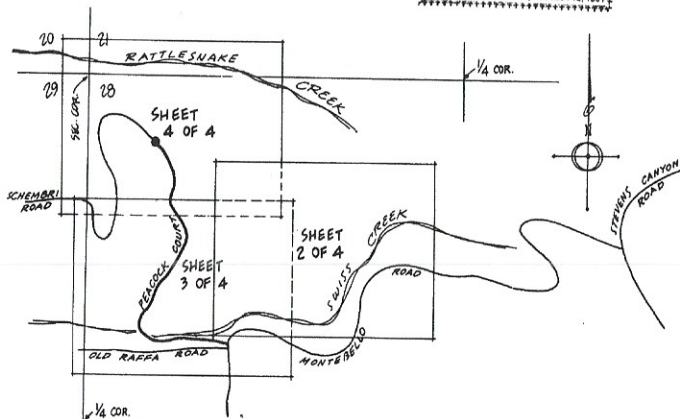 20 21
RATTLESNAKE
CREEK
1/4 COR.
29 28
SEC. COR.
SHEET
4 OF 4
N
SCHEMBRI
ROAD
STEVENS CANYON
ROAD
PEACOCK COURT
SHEET
2 OF 4
SWISS CREEK
SHEET
3 OF 4
ROAD
MONTEBELLO
OLD RAFFA ROAD
1/4 COR.